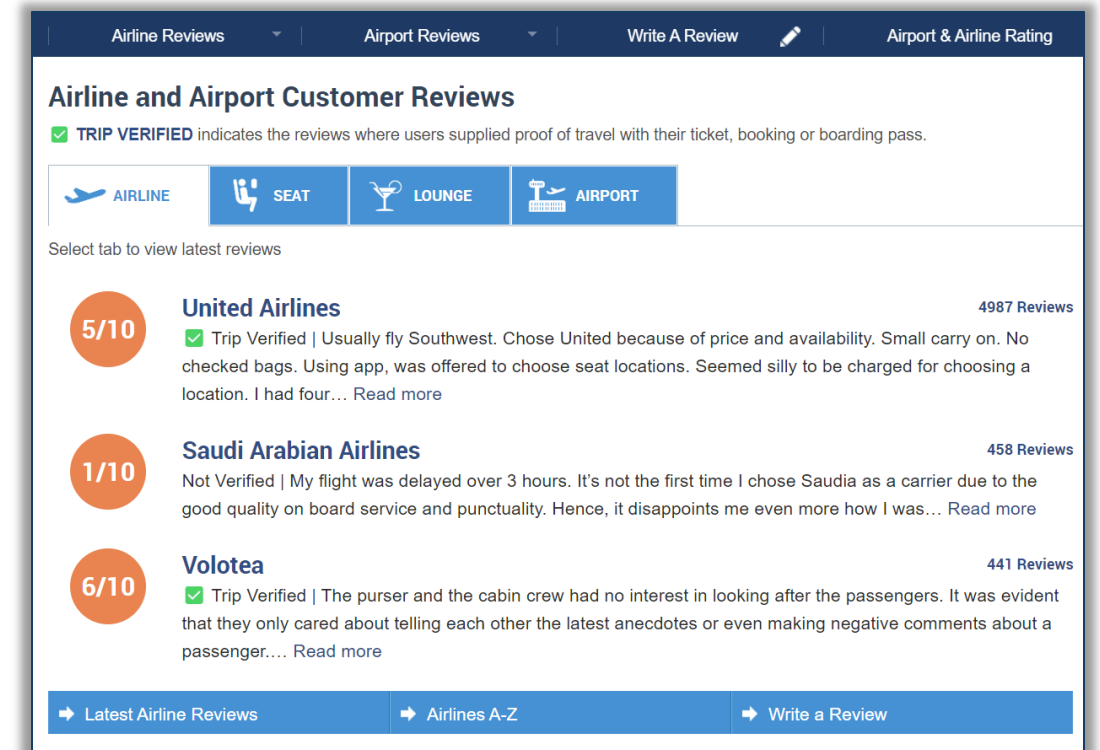 Airline Reviews Airport Reviews Write A Review Airport & Airline Rating
Airline and Airport Customer Reviews
TRIP VERIFIED indicates the reviews where users supplied proof of travel with their ticket, booking or boarding pass.
AIRLINE SEAT LOUNGE AIRPORT
Select tab to view latest reviews
5/10
United Airlines 4987 Reviews
Trip Verified | Usually fly Southwest. Chose United because of price and availability. Small carry on. No
checked bags. Using app, was offered to choose seat locations. Seemed silly to be charged for choosing a
location. I had four… Read more
1/10
Saudi Arabian Airlines 458 Reviews
Not Verified | My flight was delayed over 3 hours. It’s not the first time I chose Saudia as a carrier due to the
good quality on board service and punctuality. Hence, it disappoints me even more how I was… Read more
6/10
Volotea 441 Reviews
Trip Verified | The purser and the cabin crew had no interest in looking after the passengers. It was evident
that they only cared about telling each other the latest anecdotes or even making negative comments about a
passenger.… Read more
Latest Airline Reviews Airlines A-Z Write a Review